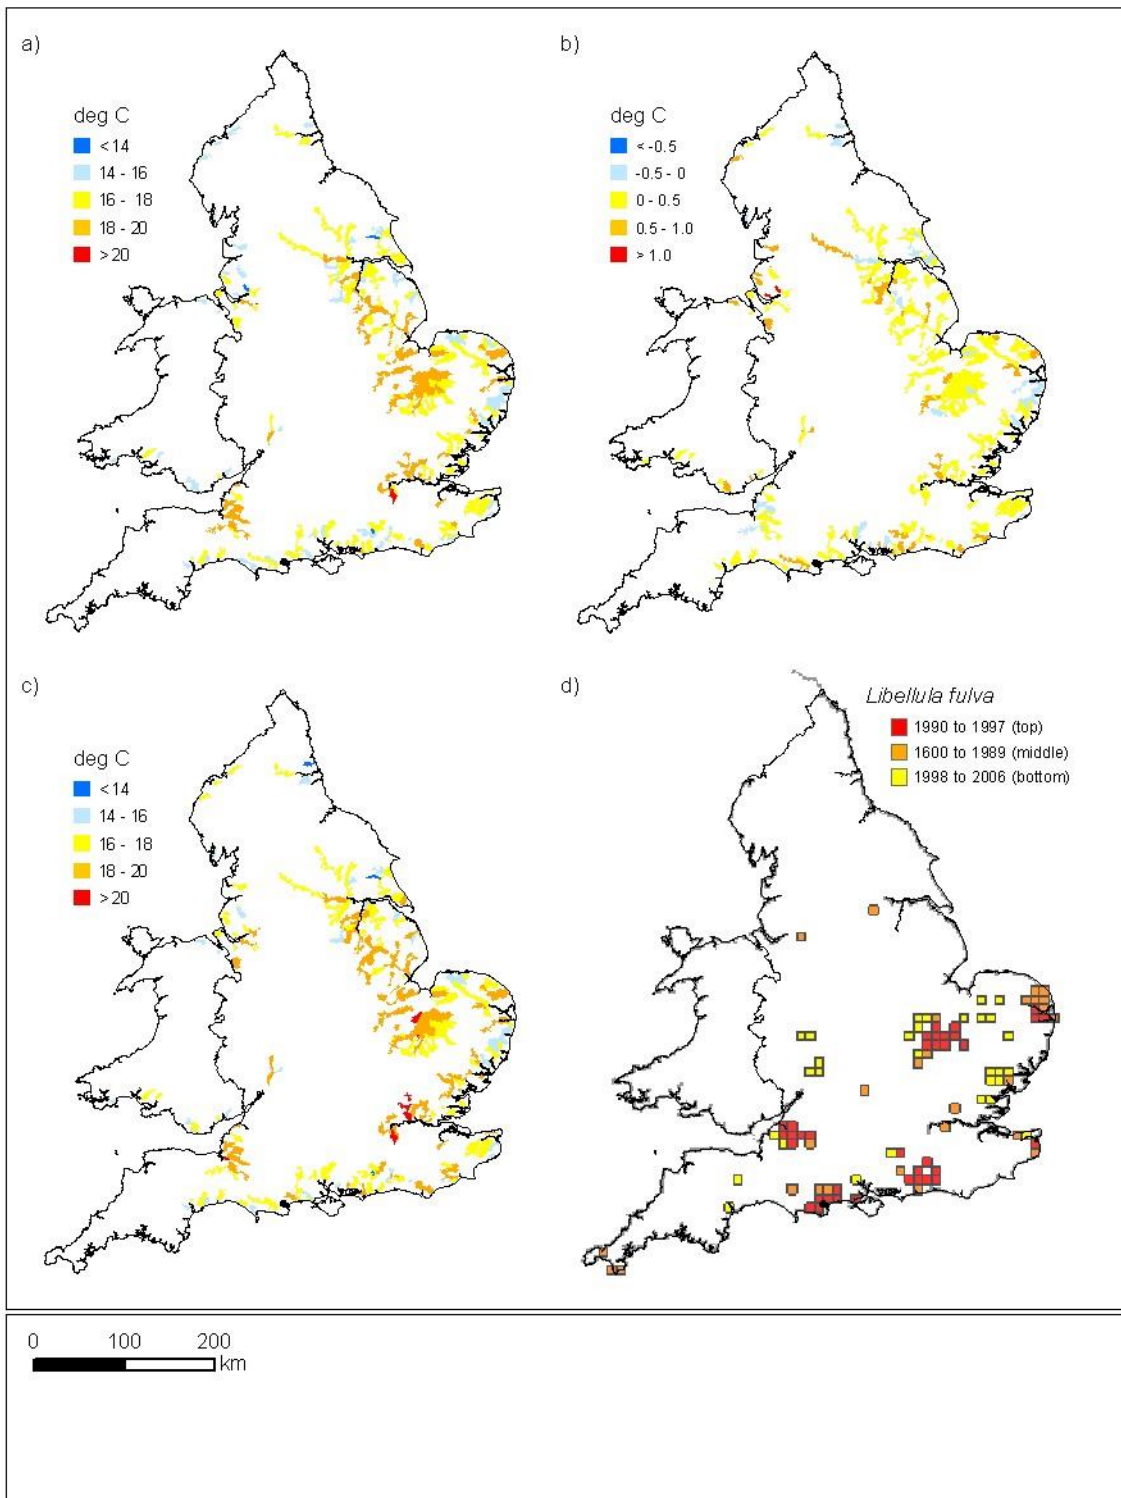 a)
deg C
<14
14 - 16
16 - 18
18 - 20
>20
b)
deg C
< -0.5
-0.5 - 0
0 - 0.5
0.5 - 1.0
> 1.0
c)
deg C
<14
14 - 16
16 - 18
18 - 20
>20
d)
Libellula fulva
1990 to 1997 (top)
1600 to 1989 (middle)
1998 to 2006 (bottom)
0 100 200
km